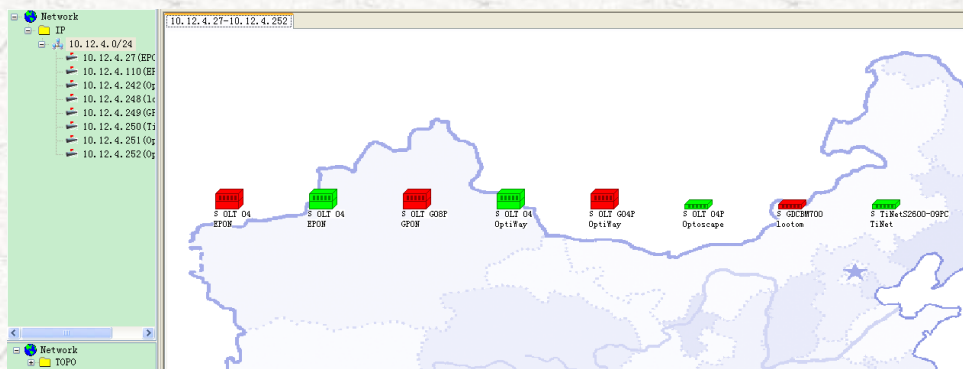 Network
IP
10.12.4.0/24
10.12.4.27(EPO
10.12.4.110(EF
10.12.4.242(Op
10.12.4.248(lo
10.12.4.249(GF
10.12.4.250(Ti
10.12.4.251(Op
10.12.4.252(Op
Network
TOPO
10.12.4.27-10.12.4.252
S OLT 04
EPON
S OLT 04
EPON
S OLT G08P
GPON
S OLT 04
OptiWay
S OLT G04P
OptiWay
S OLT 04P
Optoscape
S GDCBM700
lootom
S TiNetS2600-09PC
TiNet